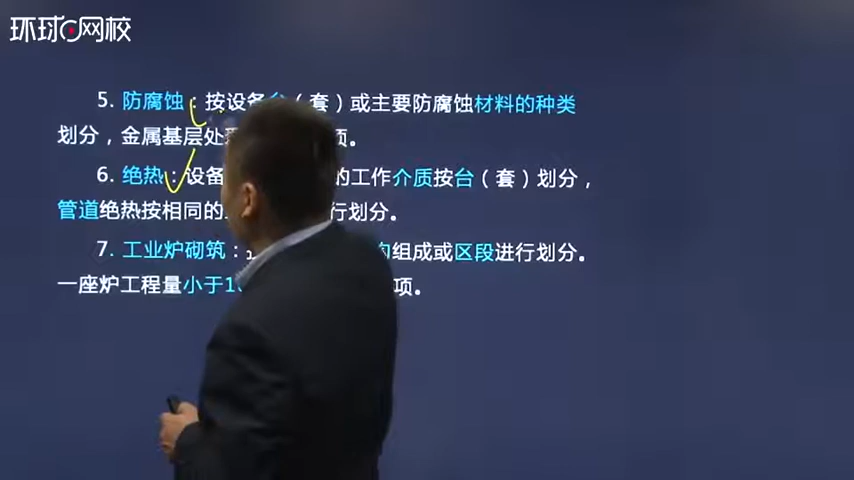 环球网校
5. 防腐蚀：按设备台（套）或主要防腐蚀材料的种类
划分，金属基层处 项。
6. 绝热：设备 的工作介质按台（套）划分，
管道绝热按相同的 行划分。
7. 工业炉砌筑： 组成或区段进行划分。
一座炉工程量小于1 项。